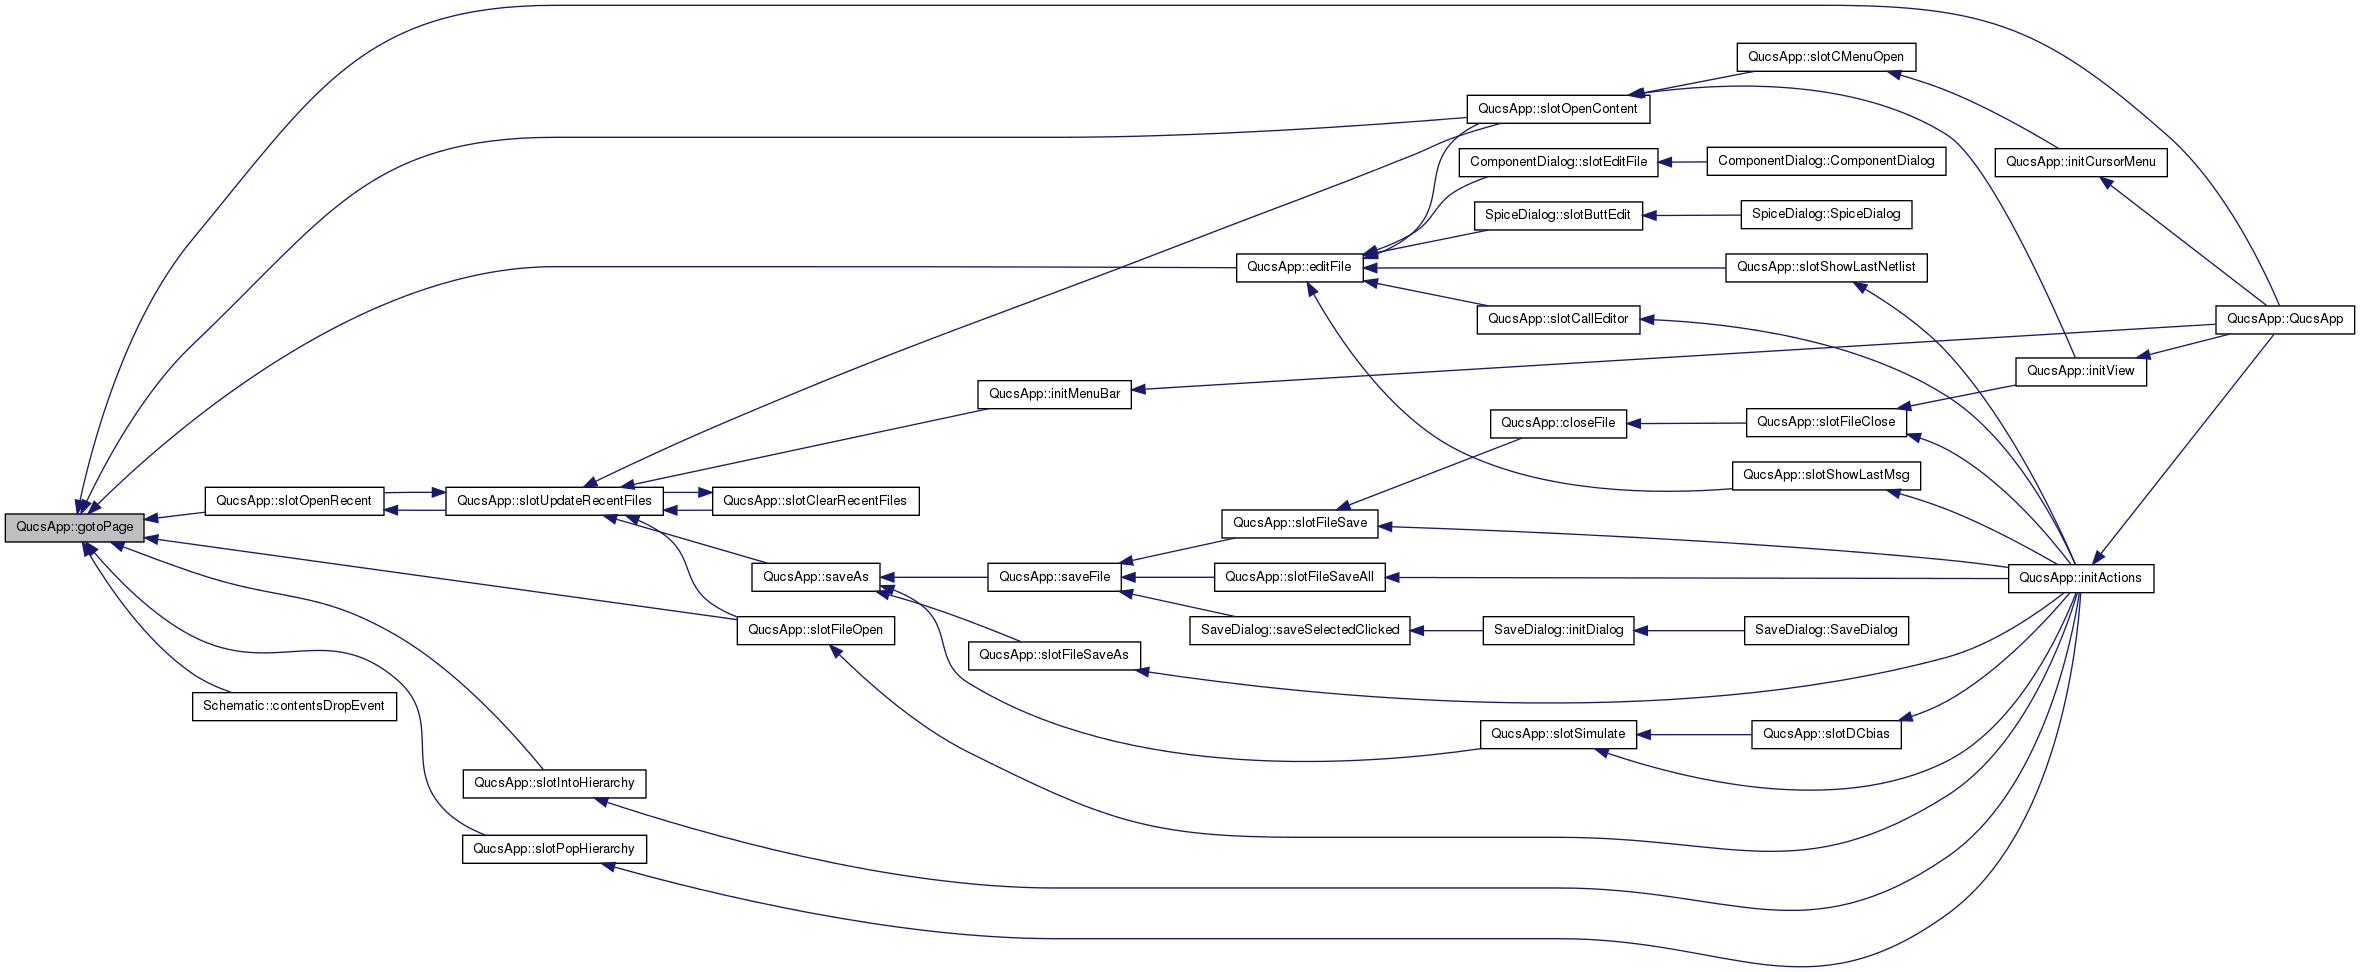 QucsApp::slotCMenuOpen
QucsApp::slotOpenContent
ComponentDialog::slotEditFile
ComponentDialog::ComponentDialog
QucsApp::initCursorMenu
SpiceDialog::slotButtEdit
SpiceDialog::SpiceDialog
QucsApp::editFile
QucsApp::slotShowLastNetlist
QucsApp::slotCallEditor
QucsApp::QucsApp
QucsApp::initView
QucsApp::initMenuBar
QucsApp::closeFile
QucsApp::slotFileClose
QucsApp::slotShowLastMsg
QucsApp::slotOpenRecent
QucsApp::slotUpdateRecentFiles
QucsApp::slotClearRecentFiles
QucsApp::gotoPage
QucsApp::slotFileSave
QucsApp::saveAs
QucsApp::saveFile
QucsApp::slotFileSaveAll
QucsApp::initActions
QucsApp::slotFileOpen
SaveDialog::saveSelectedClicked
SaveDialog::initDialog
SaveDialog::SaveDialog
QucsApp::slotFileSaveAs
Schematic::contentsDropEvent
QucsApp::slotSimulate
QucsApp::slotDCbias
QucsApp::slotIntoHierarchy
QucsApp::slotPopHierarchy